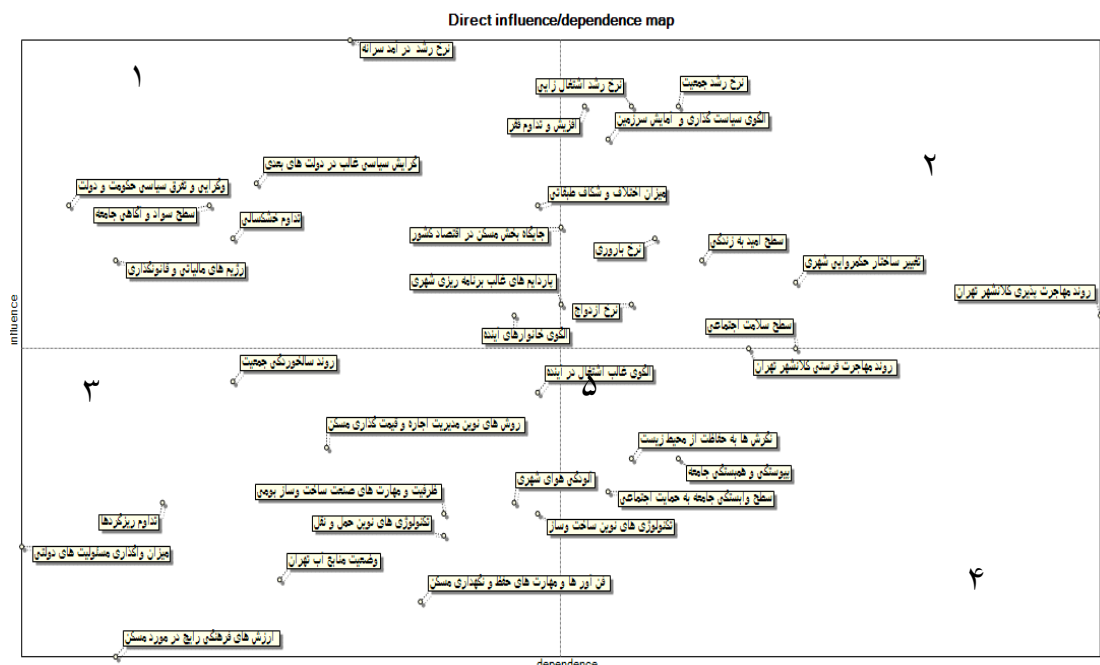 Direct influence/dependence map
نرخ رشد در آمد سرانه
۱
نرخ رشد اشتغال زایی
نرخ رشد جمعیت
افزیش و تداوم فقر
الگوی سیاست گذاری و آمایش سرزمین
گرایش سیاسی غالب در دولت های بعدی
۲
وگرایی و تفرق سیاسی حکومت و دولت
میزان اختلاف و شکاف طبقاتی
سطح سواد و آگاهی جامعه
تداوم خشکسالی
جایگاه بخش مسکن در اقتصاد کشور
نرخ باروری
سطح امید به زندگی
رژیم های مالیاتی و قانونگذاری
تغییر ساختار حکمروایی شهری
پاردایم های غالب برنامه ریزی شهری
نرخ ازدواج
روند مهاجرت پذیری کلانشهر تهران
influence
الگوی خانوارهای آینده
سطح سلامت اجتماعی
روند سالخوردگی جمعیت
روند مهاجرت فرستی کلانشهر تهران
۳
الگوی غالب اشتغال در آینده
۵
روش های نوین مدیریت اجاره و قیمت گذاری مسکن
نگرش ها به حفاظت از محیط زیست
آلودگی هوای شهری
پیوستگی و همبستگی جامعه
ظرفیت و مهارت های صنعت ساخت وساز بومی
سطح وابستگی جامعه به حمایت اجتماعی
تداوم ریزگردها
تکنولوژی های نوین حمل و نقل
تکنولوژی های نوین ساخت وساز
میزان واگذاری مسئولیت های دولتی
وضعیت منابع آب تهران
۴
فن آور ها و مهارت های حفظ و نگهداری مسکن
ارزش های فرهنگی رایج در مورد مسکن
dependence